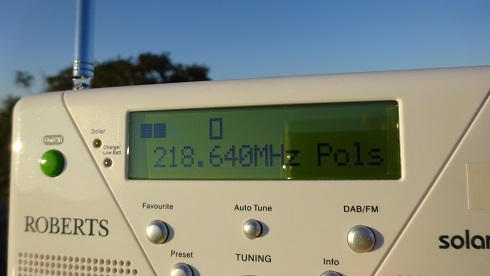 Solar
Charge/
Low Batt
218.640MHz Pols
ROBERTS
Favourite
Auto Tune
DAB/FM
solar
Preset
TUNING
Info